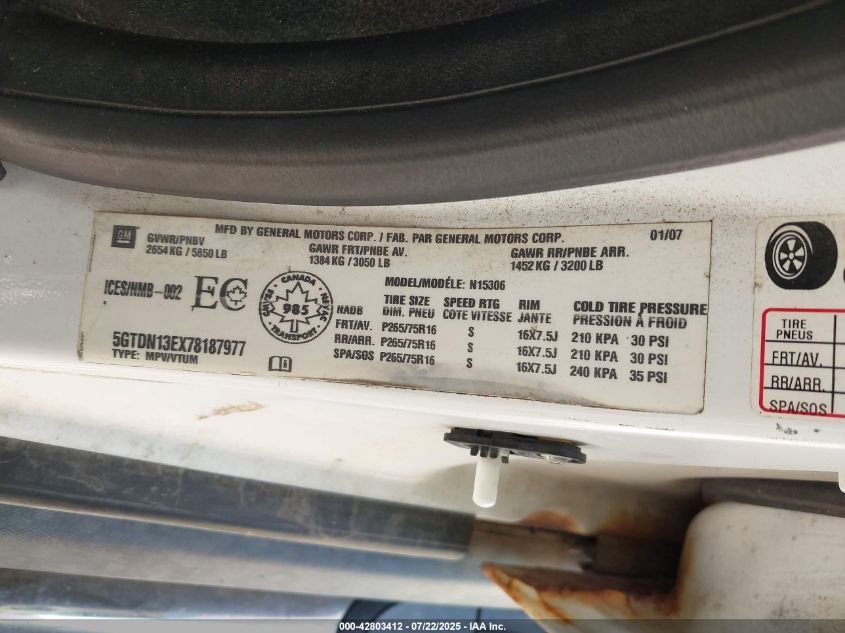 GM
MFD BY GENERAL MOTORS CORP. / FAB. PAR GENERAL MOTORS CORP. 01/07
GVWR/PNBV GAWR FRT/PNBE AV. GAWR RR/PNBE ARR.
2654 KG / 5850 LB 1384 KG / 3050 LB 1452 KG / 3200 LB
MODEL/MODÉLE: N15306
ICES/NMB-002 EC
CANADA
985
TRANSPORT
TIRE SIZE SPEED RTG RIM COLD TIRE PRESSURE
NADB DIM. PNEU COTE VITESSE JANTE PRESSION À FROID
FRT/AV. P265/75R16 S 16X7.5J 210 KPA 30 PSI
RR/ARR. P265/75R16 S 16X7.5J 210 KPA 30 PSI
SPA/SOS P265/75R16 S 16X7.5J 240 KPA 35 PSI
5GTDN13EX78187977
TYPE: MPV/VTUM
TIRE
PNEUS
FRT/AV.
RR/ARR.
SPA/SOS
000-42803412 - 07/22/2025 - IAA Inc.